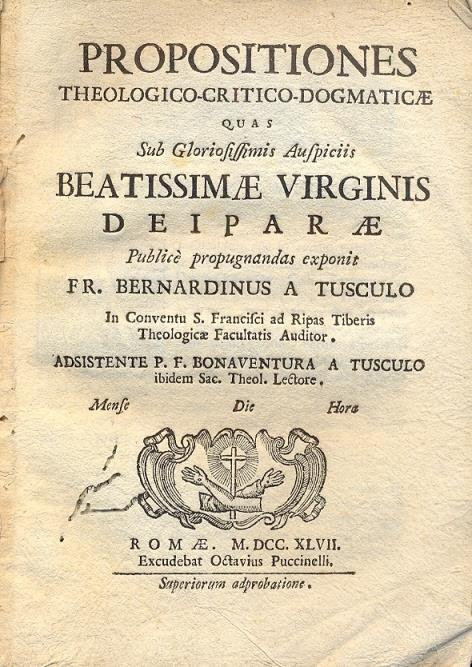 PROPOSITIONES
THEOLOGICO-CRITICO-DOGMATICÆ
QUAS
Sub Glorioſiſſimis Auſpiciis
BEATISSIMÆ VIRGINIS
DEIPARÆ
Publicè propugnandas exponit
FR. BERNARDINUS A TUSCULO
In Conventu S. Franciſci ad Ripas Tiberis
Theologicæ Facultatis Auditor.
ADSISTENTE P. F. BONAVENTURA A TUSCULO
ibidem Sac. Theol. Lectore.
Menſe Die Hora
ROMÆ. M.DCC. XLVII.
Excudebat Octavius Puccinelli.
Superiorum adprobatione.